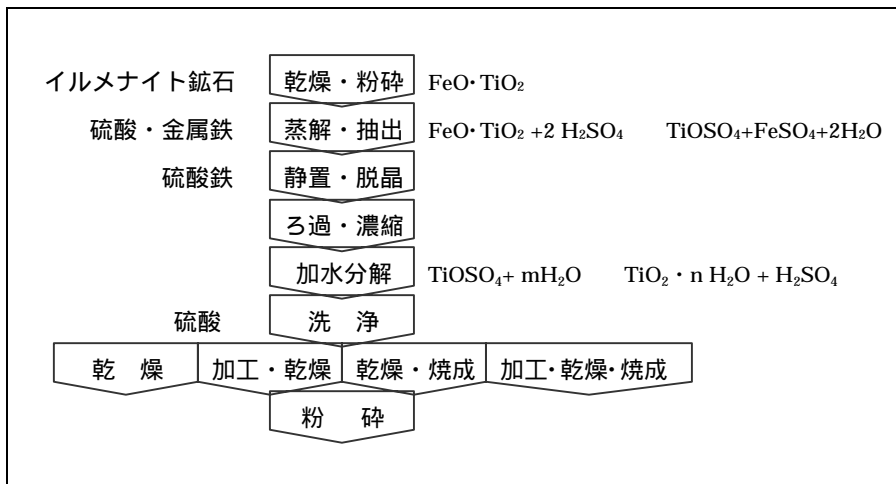 イルメナイト鉱石 乾燥・粉砕 FeO・TiO₂
硫酸・金属鉄 蒸解・抽出 FeO・TiO₂ +2 H₂SO₄ TiOSO₄+FeSO₄+2H₂O
硫酸鉄 静置・脱晶
ろ過・濃縮
加水分解 TiOSO₄+ mH₂O TiO₂・n H₂O + H₂SO₄
硫酸 洗 浄
乾 燥 加工・乾燥 乾燥・焼成 加工・乾燥・焼成
粉 砕